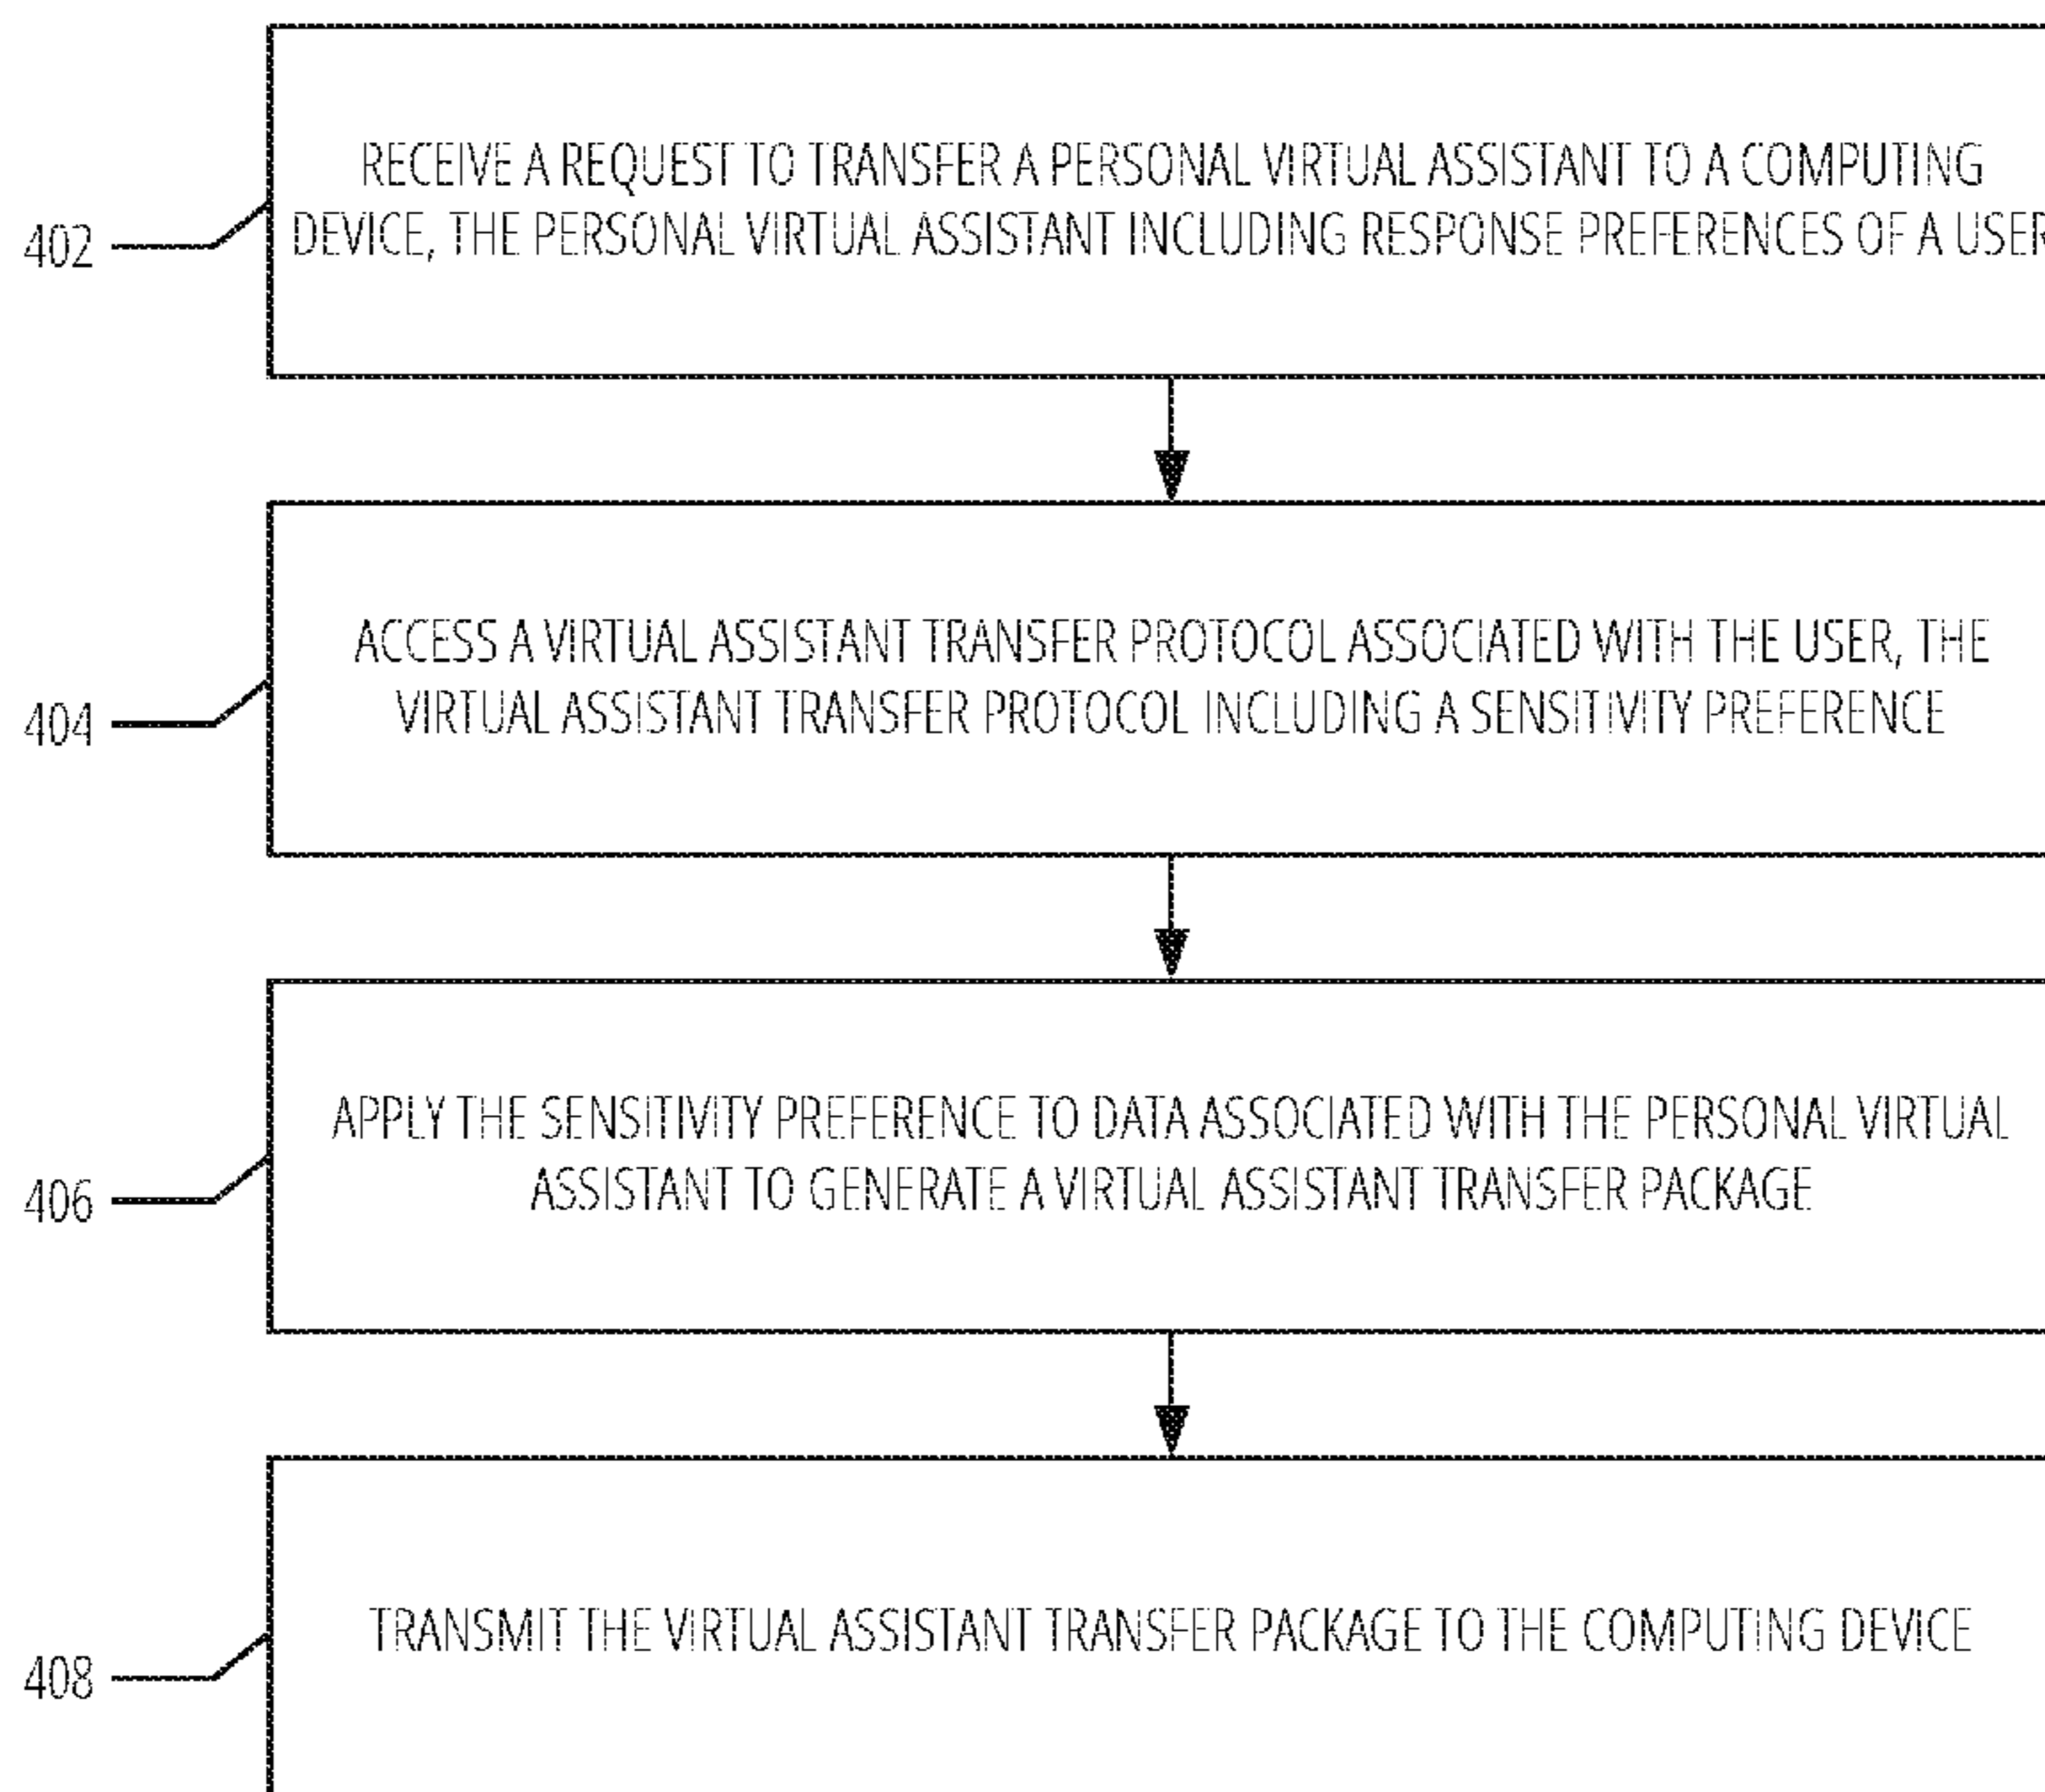 RECEIVE A REQUEST TO TRANSFER A PERSONAL VIRTUAL ASSISTANT TO A COMPUTING
402 DEVICE, THE PERSONAL VIRTUAL ASSISTANT INCLUDING RESPONSE PREFERENCES OF A USER
ACCESS A VIRTUAL ASSISTANT TRANSFER PROTOCOL ASSOCIATED WITH THE USER, THE
404 VIRTUAL ASSISTANT TRANSFER PROTOCOL INCLUDING A SENSITIVITY PREFERENCE
APPLY THE SENSITIVITY PREFERENCE TO DATA ASSOCIATED WITH THE PERSONAL VIRTUAL
406 ASSISTANT TO GENERATE A VIRTUAL ASSISTANT TRANSFER PACKAGE
TRANSMIT THE VIRTUAL ASSISTANT TRANSFER PACKAGE TO THE COMPUTING DEVICE
408